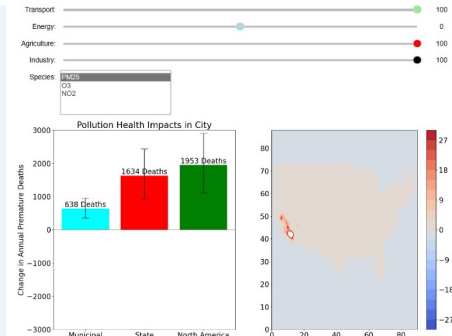 Transport: 100
Energy: 0
Agriculture: 100
Industry: 100
Species: PM25
O3
NO2
Pollution Health Impacts in City
Change in Annual Premature Deaths
3000
2000
1000
0
−1000
−2000
−3000
638 Deaths
1634 Deaths
1953 Deaths
Municipal State North America
80
70
60
50
40
30
20
10
0
0 20 40 60 80
27
18
9
0
−9
−18
−27